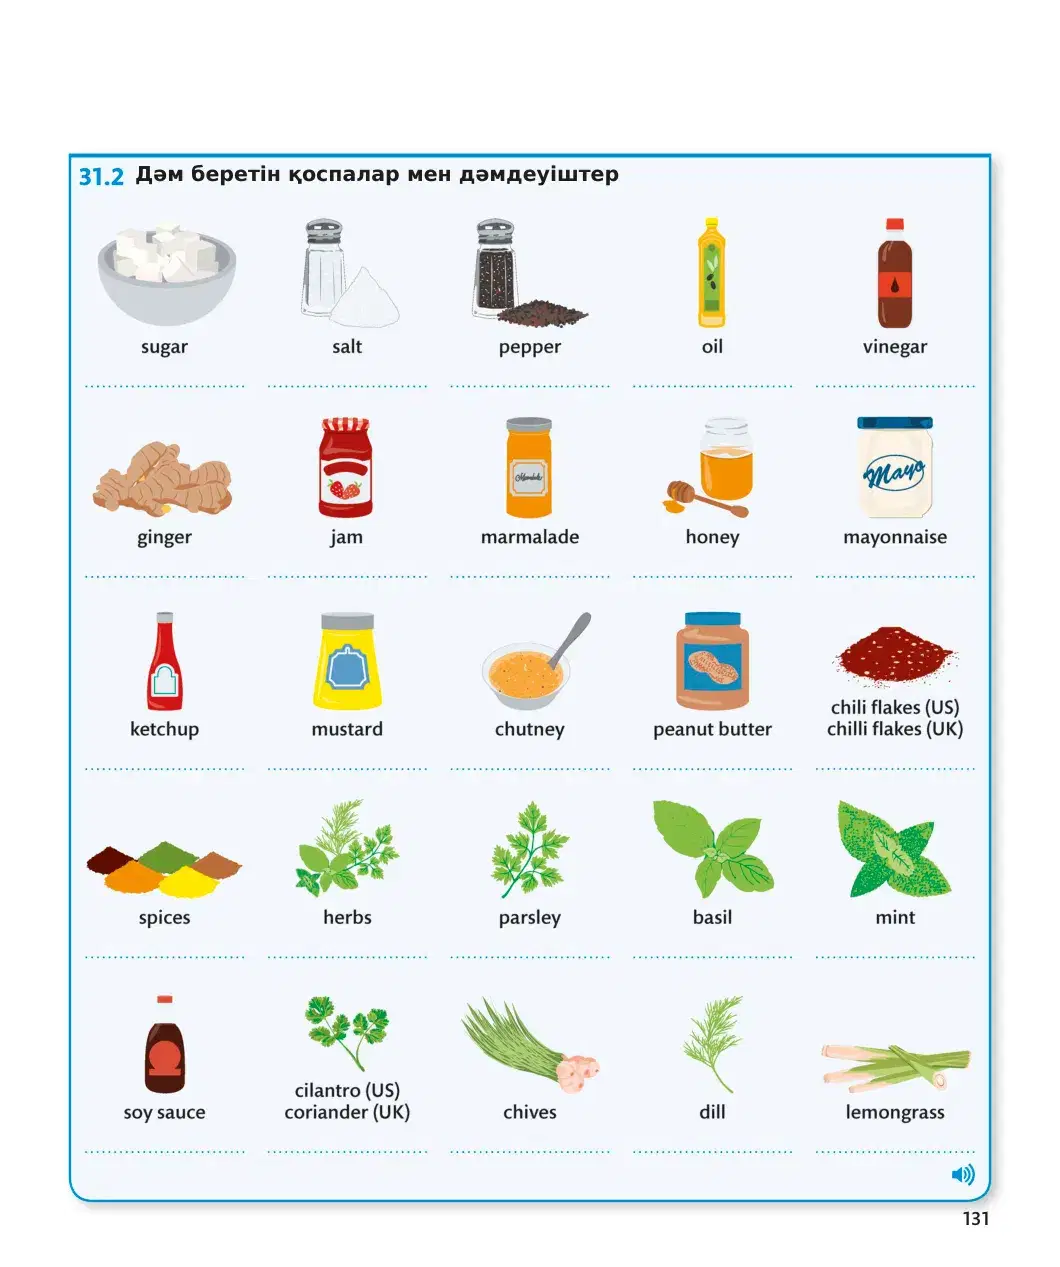 31.2 Дәм беретін қоспалар мен дәмдеуіштер
sugar
salt
pepper
oil
vinegar
ginger
jam
Marmalade
marmalade
honey
Mayo
mayonnaise
ketchup
mustard
chutney
peanut butter
chili flakes (US)
chilli flakes (UK)
spices
herbs
parsley
basil
mint
soy sauce
cilantro (US)
coriander (UK)
chives
dill
lemongrass
131